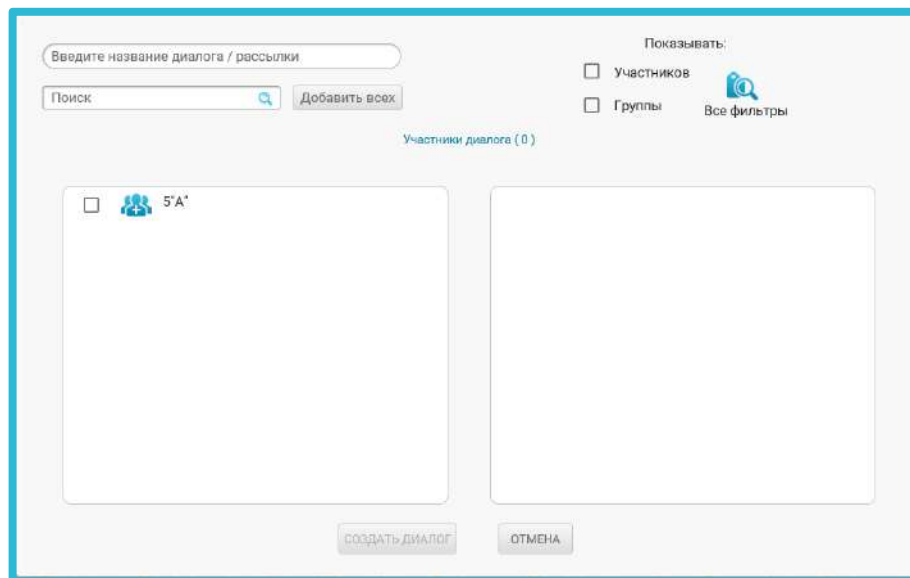 Введите название диалога / рассылки
Показывать:
Участников
Поиск
Добавить всех
Группы
Все фильтры
Участники диалога ( 0 )
5"А"
СОЗДАТЬ ДИАЛОГ
ОТМЕНА